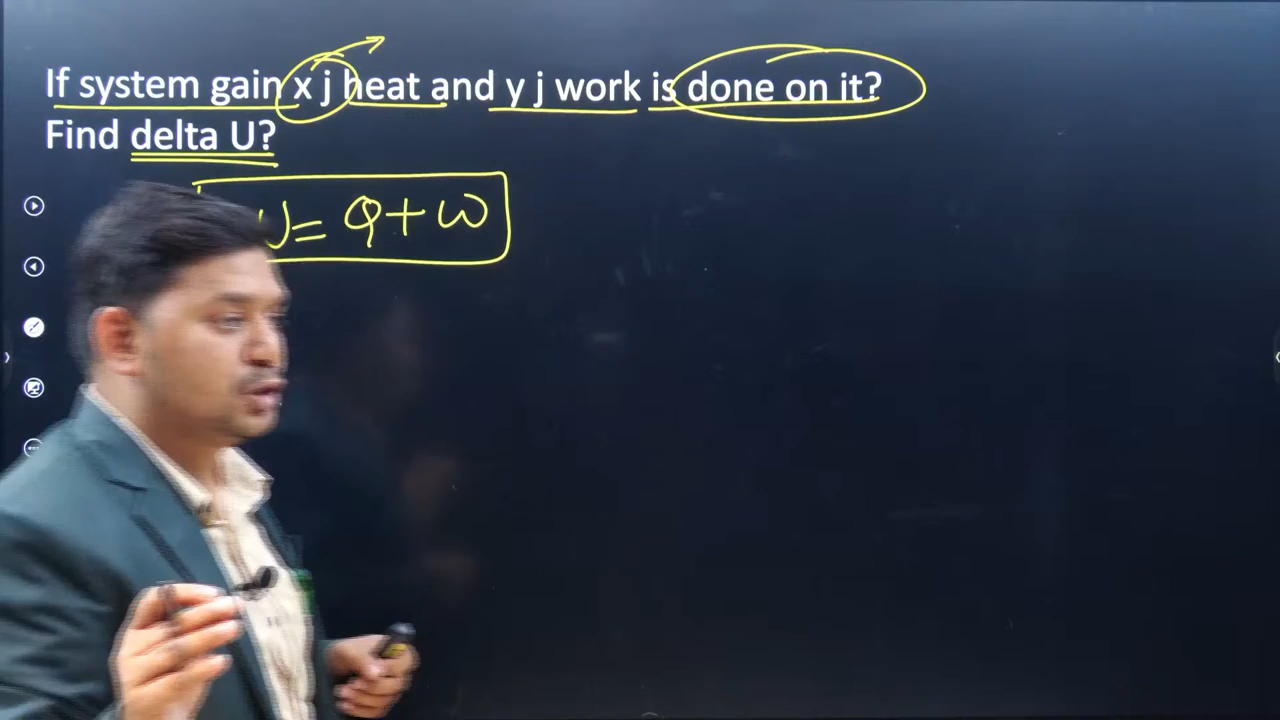 If system gain x j heat and y j work is done on it?
Find delta U?
U = Q + W